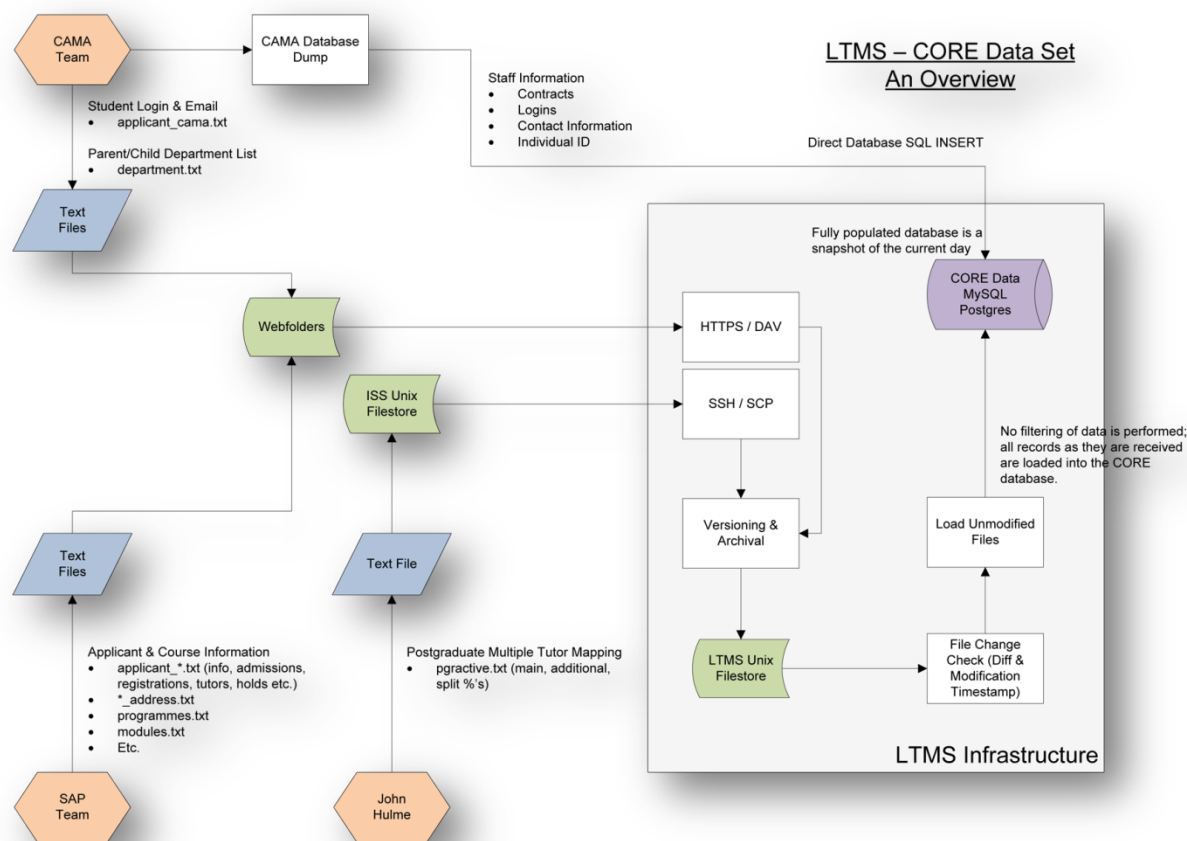 LTMS – CORE Data Set
An Overview
CAMA
Team
CAMA Database
Dump
Staff Information
• Contracts
• Logins
• Contact Information
• Individual ID
Direct Database SQL INSERT
Student Login & Email
• applicant_cama.txt
Parent/Child Department List
• department.txt
Text
Files
Webfolders
ISS Unix
Filestore
HTTPS / DAV
SSH / SCP
Fully populated database is a
snapshot of the current day
CORE Data
MySQL
Postgres
No filtering of data is performed;
all records as they are received
are loaded into the CORE
database.
Versioning &
Archival
Load Unmodified
Files
Text
Files
Text File
LTMS Unix
Filestore
File Change
Check (Diff &
Modification
Timestamp)
Applicant & Course Information
• applicant_*.txt (info, admissions,
registrations, tutors, holds etc.)
• *_address.txt
• programmes.txt
• modules.txt
• Etc.
Postgraduate Multiple Tutor Mapping
• pgractive.txt (main, additional,
split %'s)
LTMS Infrastructure
SAP
Team
John
Hulme